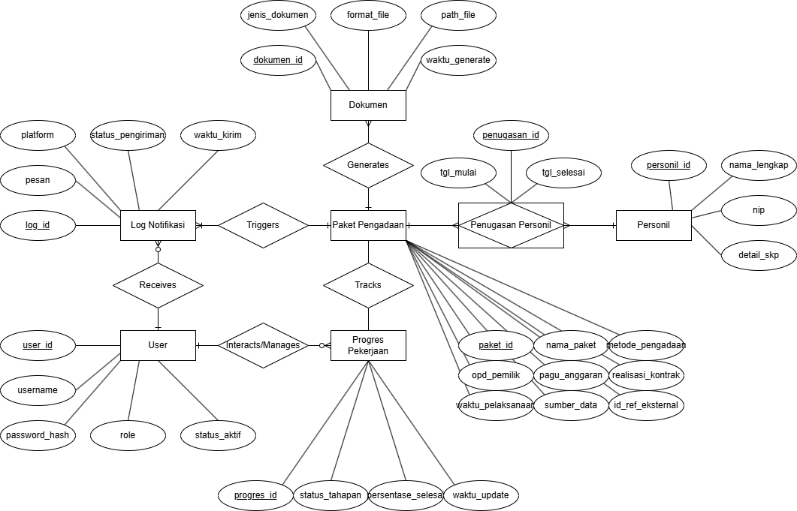 jenis_dokumen
format_file
path_file
dokumen_id
waktu_generate
Dokumen
platform
status_pengiriman
waktu_kirim
penugasan_id
Generates
tgl_mulai
tgl_selesai
personil_id
nama_lengkap
pesan
log_id
Log Notifikasi
Triggers
Paket Pengadaan
Penugasan Personil
Personil
nip
detail_skp
Receives
Tracks
user_id
User
Interacts/Manages
Progres
Pekerjaan
paket_id
nama_paket
metode_pengadaan
opd_pemilik
pagu_anggaran
realisasi_kontrak
username
waktu_pelaksanaan
sumber_data
id_ref_eksternal
password_hash
role
status_aktif
progres_id
status_tahapan
persentase_selesai
waktu_update